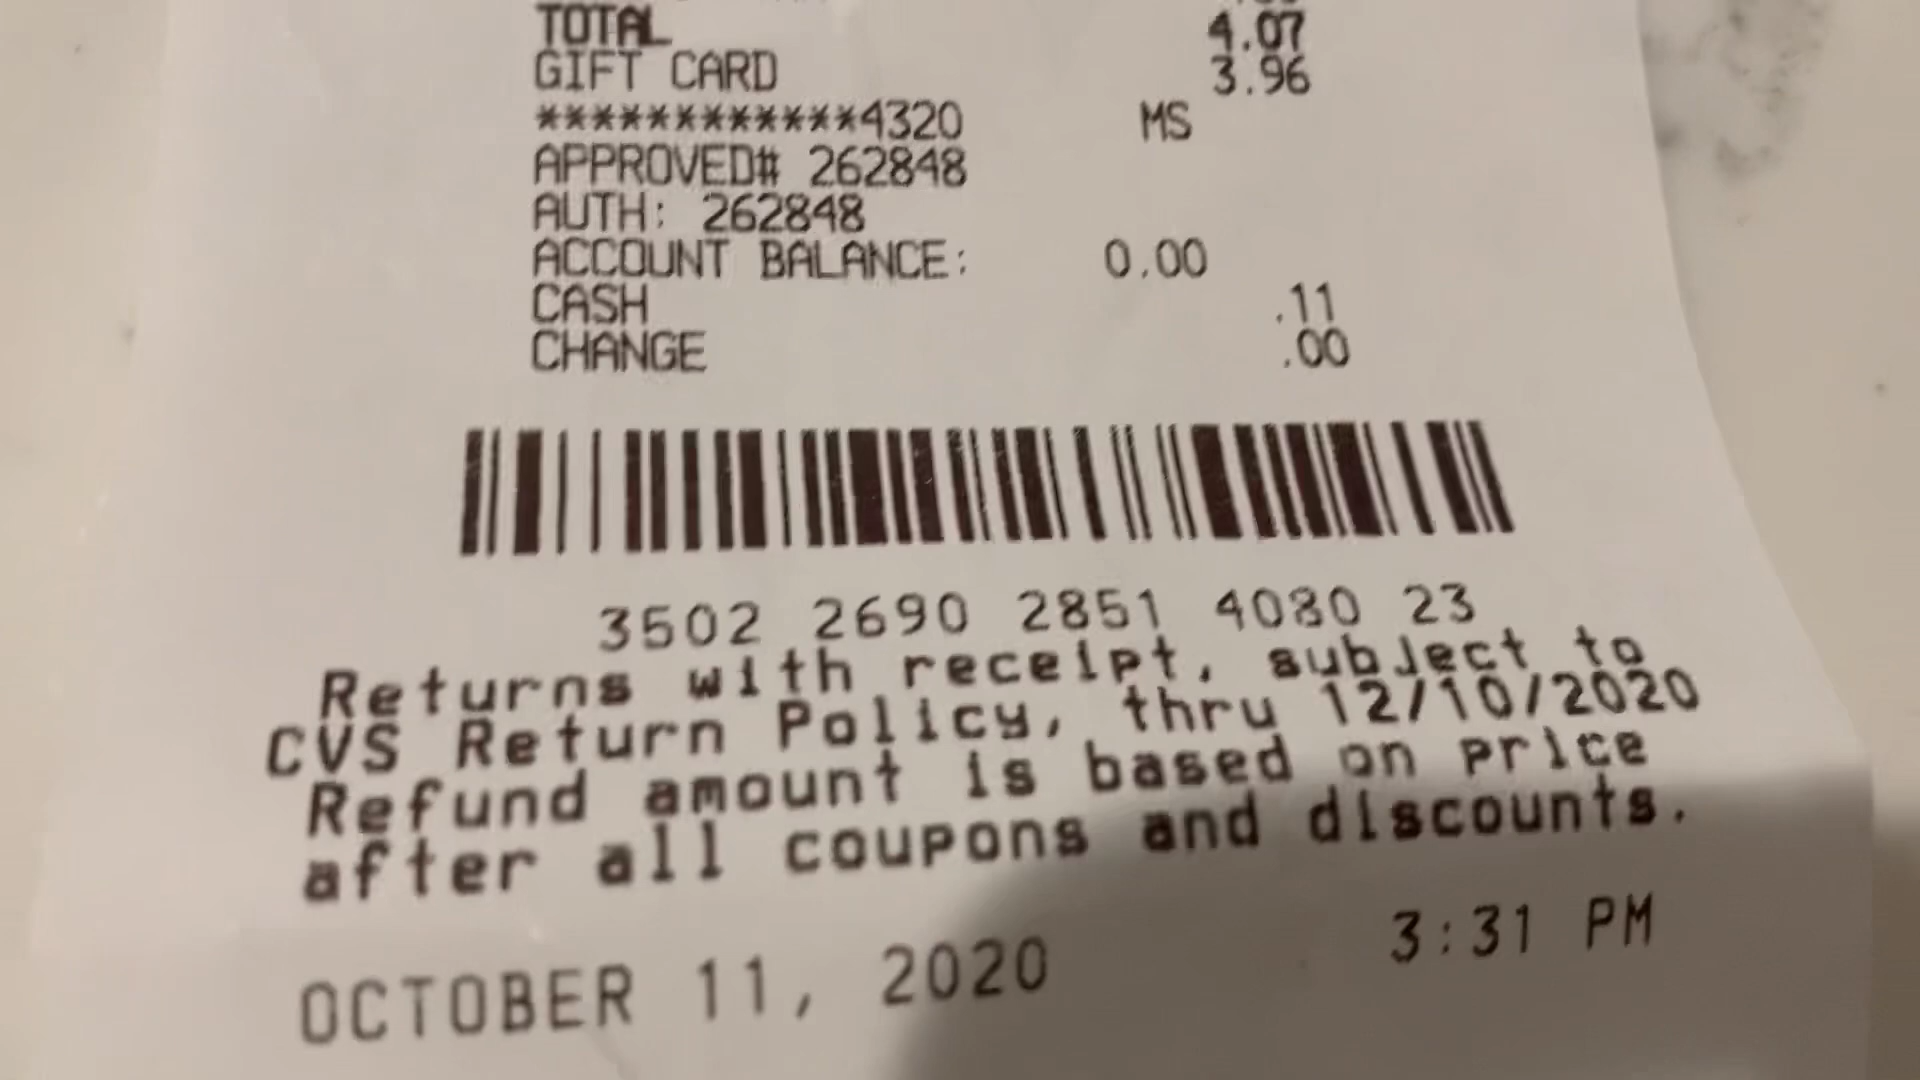 TOTAL 4.07
GIFT CARD 3.96
************4320 MS
APPROVED# 262848
AUTH: 262848
ACCOUNT BALANCE: 0.00
CASH .11
CHANGE .00
3502 2690 2851 4080 23
Returns with receipt, subject to
CVS Return Policy, thru 12/10/2020
Refund amount is based on price
after all coupons and discounts.
OCTOBER 11, 2020 3:31 PM